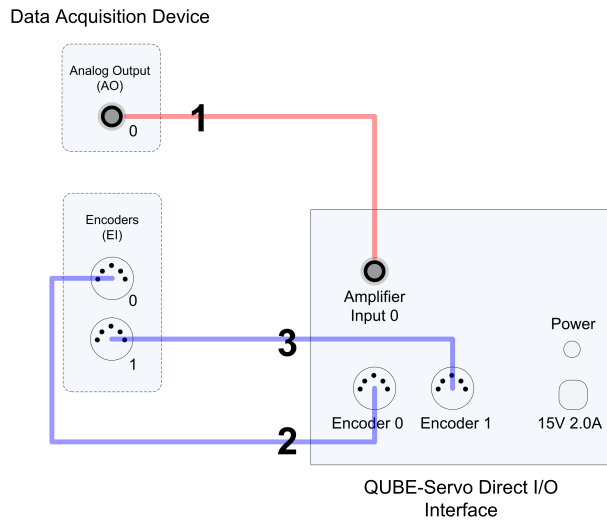 Data Acquisition Device
Analog Output
(AO)
0
1
Encoders
(EI)
0
1
3
2
Amplifier
Input 0
Power
Encoder 0
Encoder 1
15V 2.0A
QUBE-Servo Direct I/O
Interface